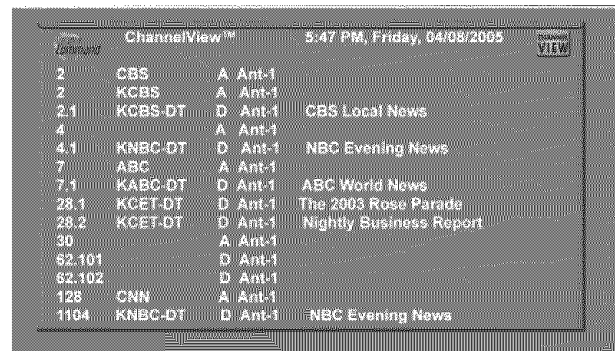 Command
ChannelView™ 5:47 PM, Friday, 04/08/2005
CHANNEL
VIEW
2 CBS A Ant-1
2 KCBS A Ant-1
2.1 KCBS-DT D Ant-1 CBS Local News
4 A Ant-1
4.1 KNBC-DT D Ant-1 NBC Evening News
7 ABC A Ant-1
7.1 KABC-DT D Ant-1 ABC World News
28.1 KCET-DT D Ant-1 The 2003 Rose Parade
28.2 KCET-DT D Ant-1 Nightly Business Report
30 A Ant-1
62.101 D Ant-1
62.102 D Ant-1
128 CNN A Ant-1
1104 KNBC-DT D Ant-1 NBC Evening News